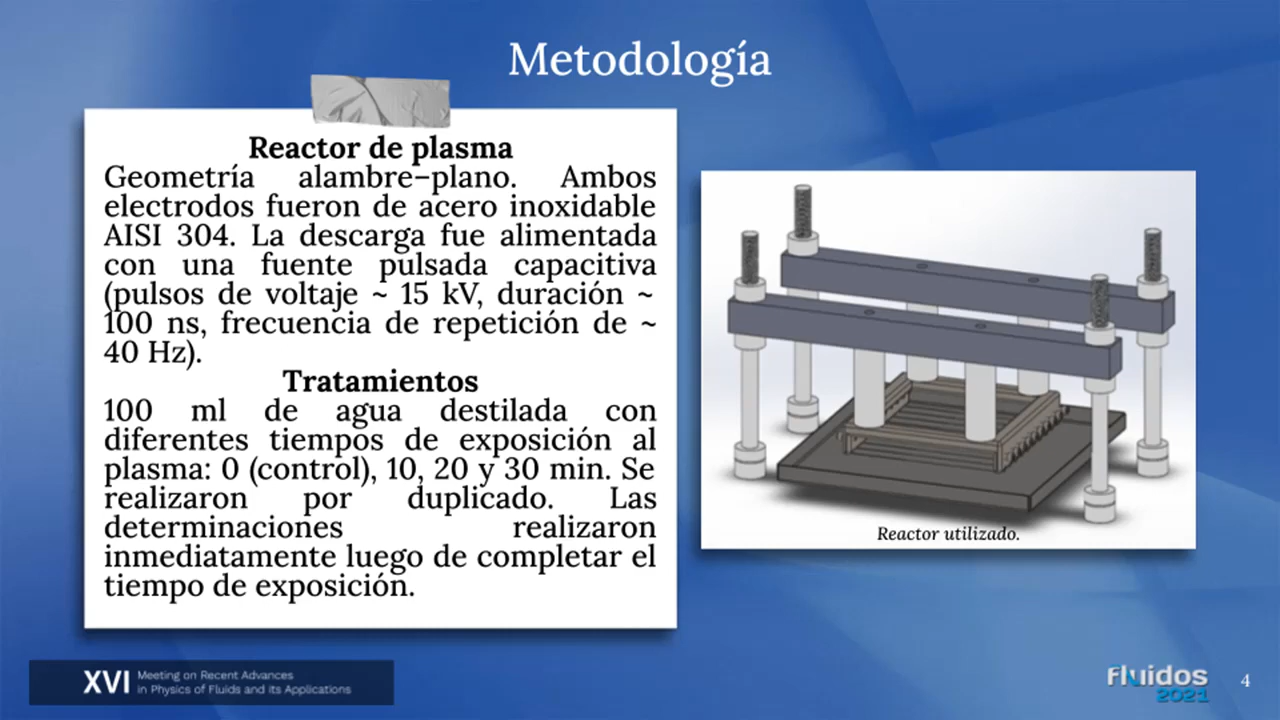 Metodología
Reactor de plasma
Geometría alambre–plano. Ambos
electrodos fueron de acero inoxidable
AISI 304. La descarga fue alimentada
con una fuente pulsada capacitiva
(pulsos de voltaje ~ 15 kV, duración ~
100 ns, frecuencia de repetición de ~
40 Hz).
Tratamientos
100 ml de agua destilada con
diferentes tiempos de exposición al
plasma: 0 (control), 10, 20 y 30 min. Se
realizaron por duplicado. Las
determinaciones realizaron
inmediatamente luego de completar el
tiempo de exposición.
Reactor utilizado.
XVI Meeting on Recent Advances
in Physics of Fluids and its Applications
fluidos
2021
4